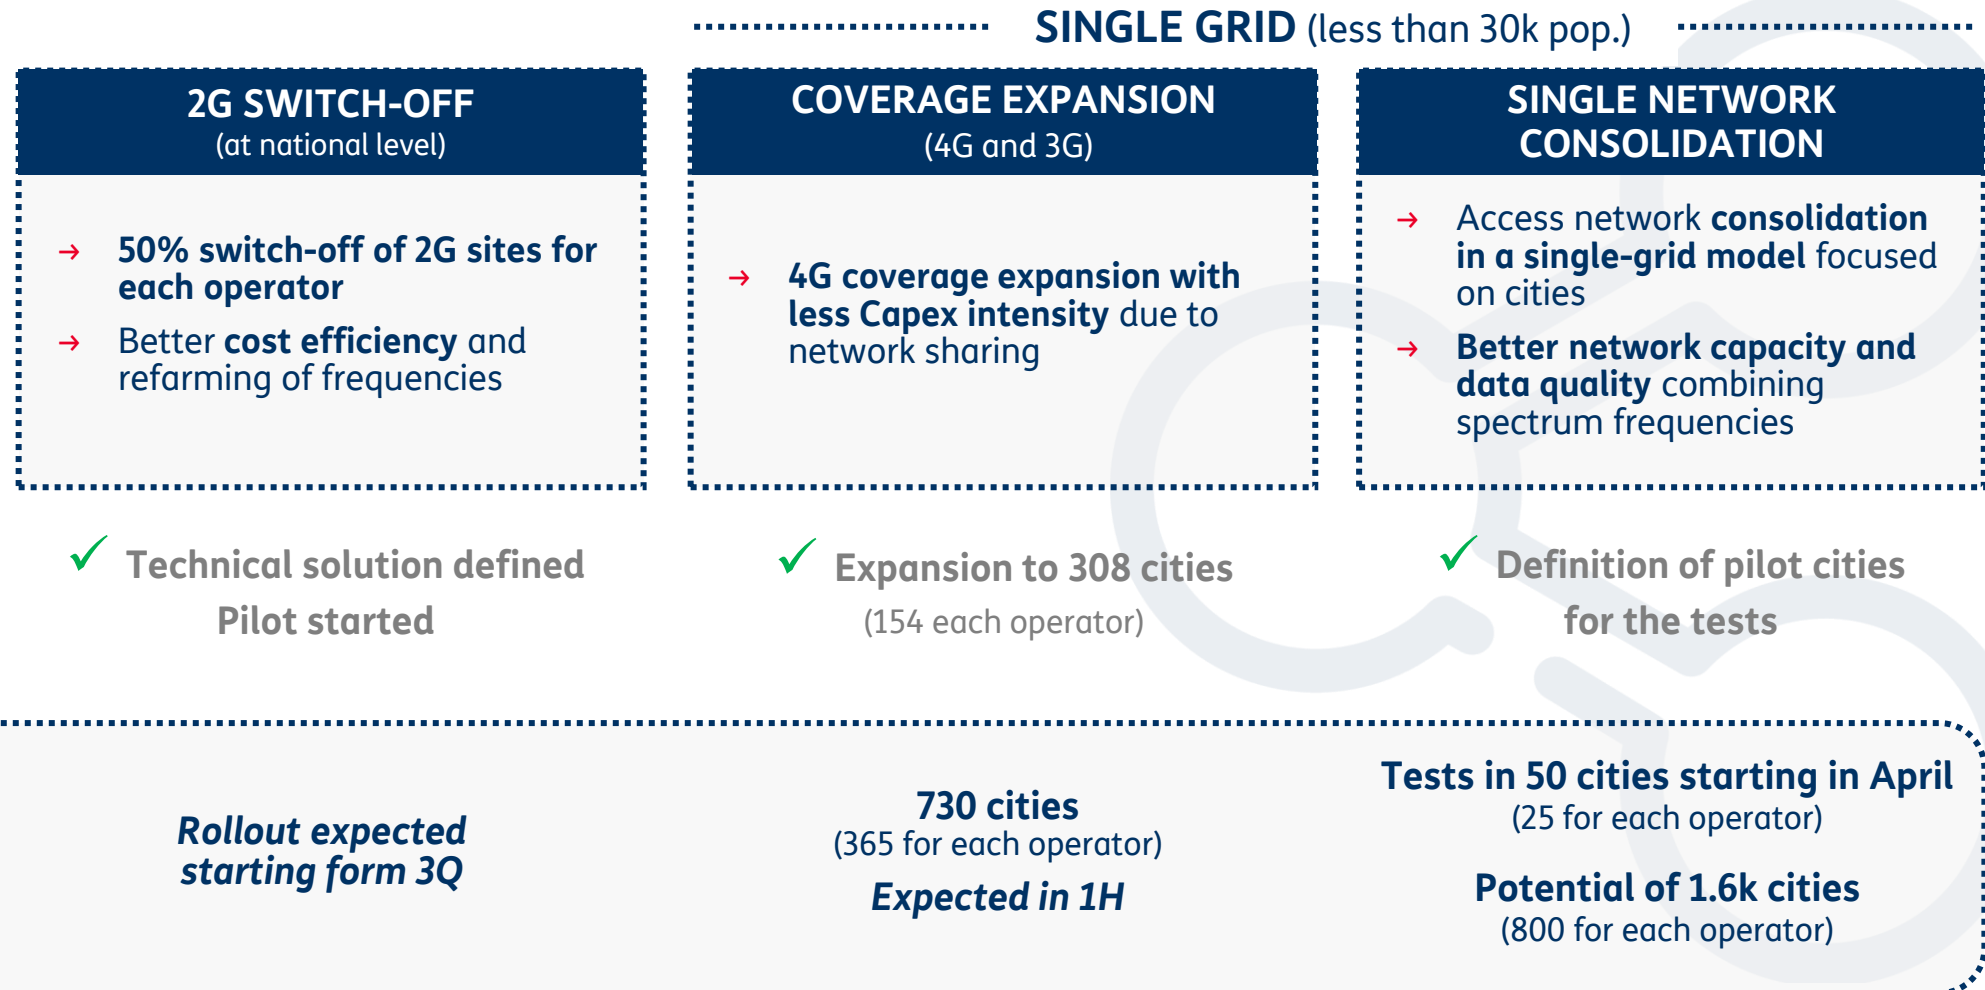 SINGLE GRID (less than 30k pop.)
2G SWITCH-OFF
(at national level)
→ 50% switch-off of 2G sites for
each operator
→ Better cost efficiency and
refarming of frequencies
✓ Technical solution defined
Pilot started
Rollout expected
starting form 3Q
COVERAGE EXPANSION
(4G and 3G)
→ 4G coverage expansion with
less Capex intensity due to
network sharing
✓ Expansion to 308 cities
(154 each operator)
730 cities
(365 for each operator)
Expected in 1H
SINGLE NETWORK
CONSOLIDATION
→ Access network consolidation
in a single-grid model focused
on cities
→ Better network capacity and
data quality combining
spectrum frequencies
✓ Definition of pilot cities
for the tests
Tests in 50 cities starting in April
(25 for each operator)
Potential of 1.6k cities
(800 for each operator)